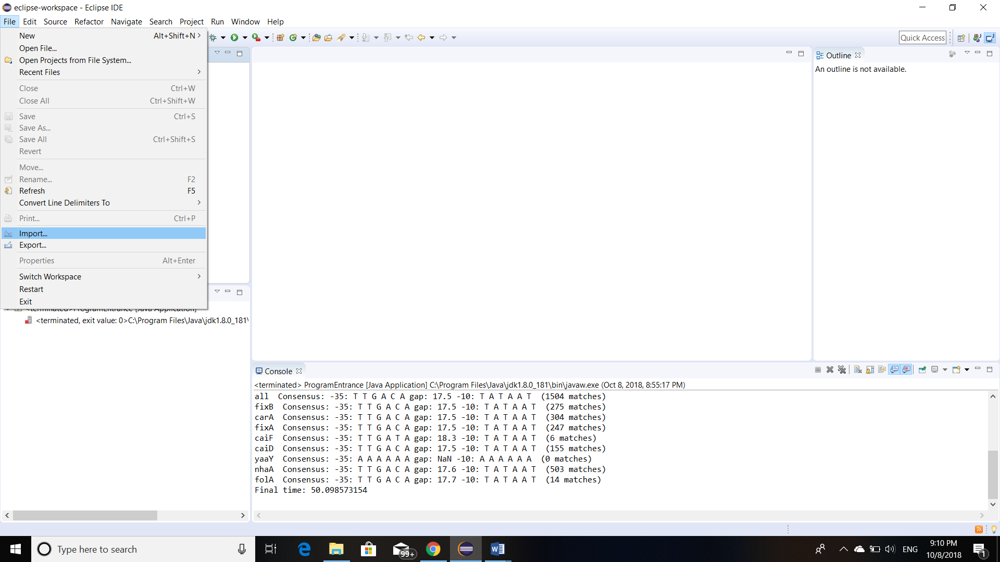 eclipse-workspace - Eclipse IDE
File Edit Source Refactor Navigate Search Project Run Window Help
Quick Access
New Alt+Shift+N
Open File...
Open Projects from File System...
Recent Files
Close Ctrl+W
Close All Ctrl+Shift+W
Save Ctrl+S
Save As...
Save All Ctrl+Shift+S
Revert
Move...
Rename... F2
Refresh F5
Convert Line Delimiters To
Print... Ctrl+P
Import...
Export...
Properties Alt+Enter
Switch Workspace
Restart
Exit
<terminated>ProgramEntrance [Java Application]
<terminated, exit value: 0>C:\Program Files\Java\jdk1.8.0_181\
Outline
An outline is not available.
Console
<terminated> ProgramEntrance [Java Application] C:\Program Files\Java\jdk1.8.0_181\bin\javaw.exe (Oct 8, 2018, 8:55:17 PM)
all  Consensus: -35: T T G A C A gap: 17.5 -10: T A T A A T  (1504 matches)
fixB  Consensus: -35: T T G A C A gap: 17.5 -10: T A T A A T  (275 matches)
carA  Consensus: -35: T T G A C A gap: 17.5 -10: T A T A A T  (304 matches)
fixA  Consensus: -35: T T G A C A gap: 17.5 -10: T A T A A T  (247 matches)
caiF  Consensus: -35: T T G A T A gap: 18.3 -10: T A T A A T  (6 matches)
caiD  Consensus: -35: T T G A C A gap: 17.5 -10: T A T A A T  (155 matches)
yaaY  Consensus: -35: A A A A A A gap: NaN -10: A A A A A A  (0 matches)
nhaA  Consensus: -35: T T G A C A gap: 17.6 -10: T A T A A T  (503 matches)
folA  Consensus: -35: T T G A C A gap: 17.7 -10: T A T A A T  (14 matches)
Final time: 50.098573154
Type here to search
99+
ENG
9:10 PM
10/8/2018
1